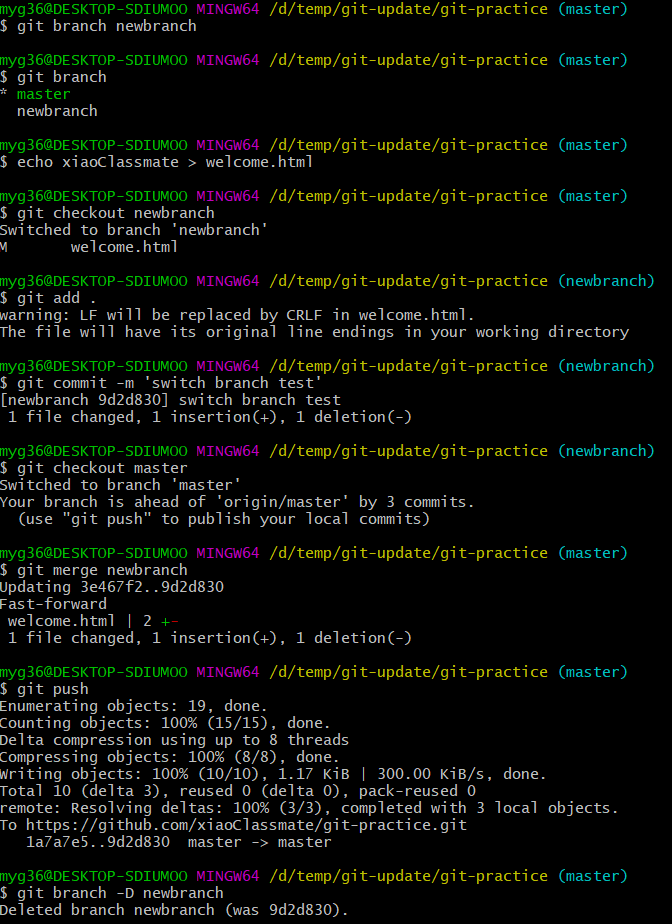 myg36@DESKTOP-SDIUMOO MINGW64 /d/temp/git-update/git-practice (master)
$ git branch newbranch
myg36@DESKTOP-SDIUMOO MINGW64 /d/temp/git-update/git-practice (master)
$ git branch
* master
  newbranch
myg36@DESKTOP-SDIUMOO MINGW64 /d/temp/git-update/git-practice (master)
$ echo xiaoClassmate > welcome.html
myg36@DESKTOP-SDIUMOO MINGW64 /d/temp/git-update/git-practice (master)
$ git checkout newbranch
Switched to branch 'newbranch'
M       welcome.html
myg36@DESKTOP-SDIUMOO MINGW64 /d/temp/git-update/git-practice (newbranch)
$ git add .
warning: LF will be replaced by CRLF in welcome.html.
The file will have its original line endings in your working directory
myg36@DESKTOP-SDIUMOO MINGW64 /d/temp/git-update/git-practice (newbranch)
$ git commit -m 'switch branch test'
[newbranch 9d2d830] switch branch test
 1 file changed, 1 insertion(+), 1 deletion(-)
myg36@DESKTOP-SDIUMOO MINGW64 /d/temp/git-update/git-practice (newbranch)
$ git checkout master
Switched to branch 'master'
Your branch is ahead of 'origin/master' by 3 commits.
  (use "git push" to publish your local commits)
myg36@DESKTOP-SDIUMOO MINGW64 /d/temp/git-update/git-practice (master)
$ git merge newbranch
Updating 3e467f2..9d2d830
Fast-forward
 welcome.html | 2 +-
 1 file changed, 1 insertion(+), 1 deletion(-)
myg36@DESKTOP-SDIUMOO MINGW64 /d/temp/git-update/git-practice (master)
$ git push
Enumerating objects: 19, done.
Counting objects: 100% (15/15), done.
Delta compression using up to 8 threads
Compressing objects: 100% (8/8), done.
Writing objects: 100% (10/10), 1.17 KiB | 300.00 KiB/s, done.
Total 10 (delta 3), reused 0 (delta 0), pack-reused 0
remote: Resolving deltas: 100% (3/3), completed with 3 local objects.
To https://github.com/xiaoClassmate/git-practice.git
   1a7a7e5..9d2d830  master -> master
myg36@DESKTOP-SDIUMOO MINGW64 /d/temp/git-update/git-practice (master)
$ git branch -D newbranch
Deleted branch newbranch (was 9d2d830).